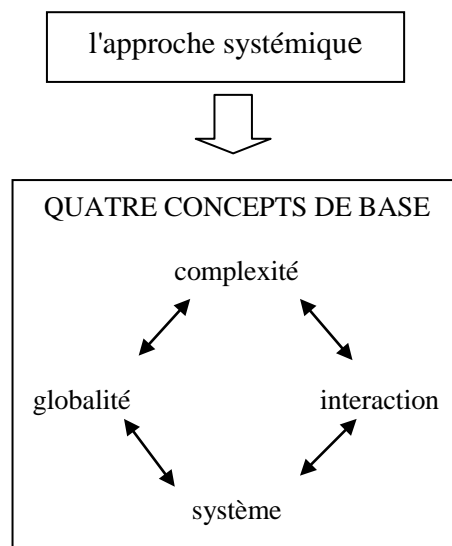 l'approche systémique
QUATRE CONCEPTS DE BASE
complexité
globalité interaction
système